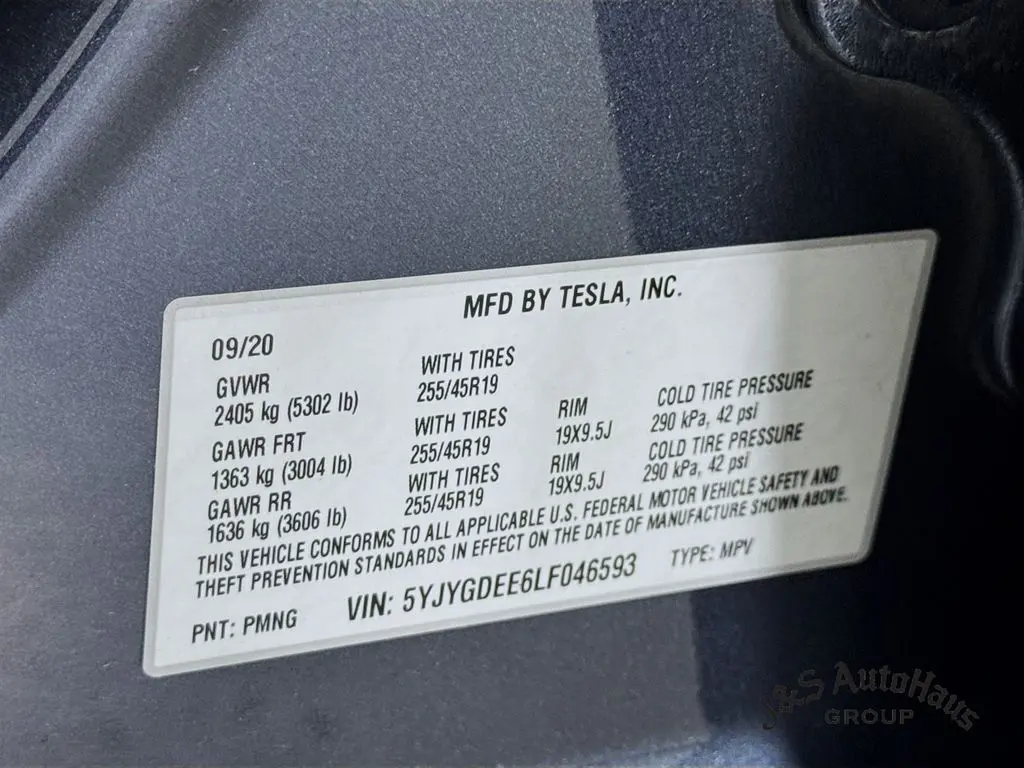 MFD BY TESLA, INC.
09/20
GVWR WITH TIRES
2405 kg (5302 lb) 255/45R19
GAWR FRT WITH TIRES RIM COLD TIRE PRESSURE
1363 kg (3004 lb) 255/45R19 19X9.5J 290 kPa, 42 psi
GAWR RR WITH TIRES RIM COLD TIRE PRESSURE
1636 kg (3606 lb) 255/45R19 19X9.5J 290 kPa, 42 psi
THIS VEHICLE CONFORMS TO ALL APPLICABLE U.S. FEDERAL MOTOR VEHICLE SAFETY AND
THEFT PREVENTION STANDARDS IN EFFECT ON THE DATE OF MANUFACTURE SHOWN ABOVE.
PNT: PMNG VIN: 5YJYGDEE6LF046593 TYPE: MPV
J&S AutoHaus
GROUP